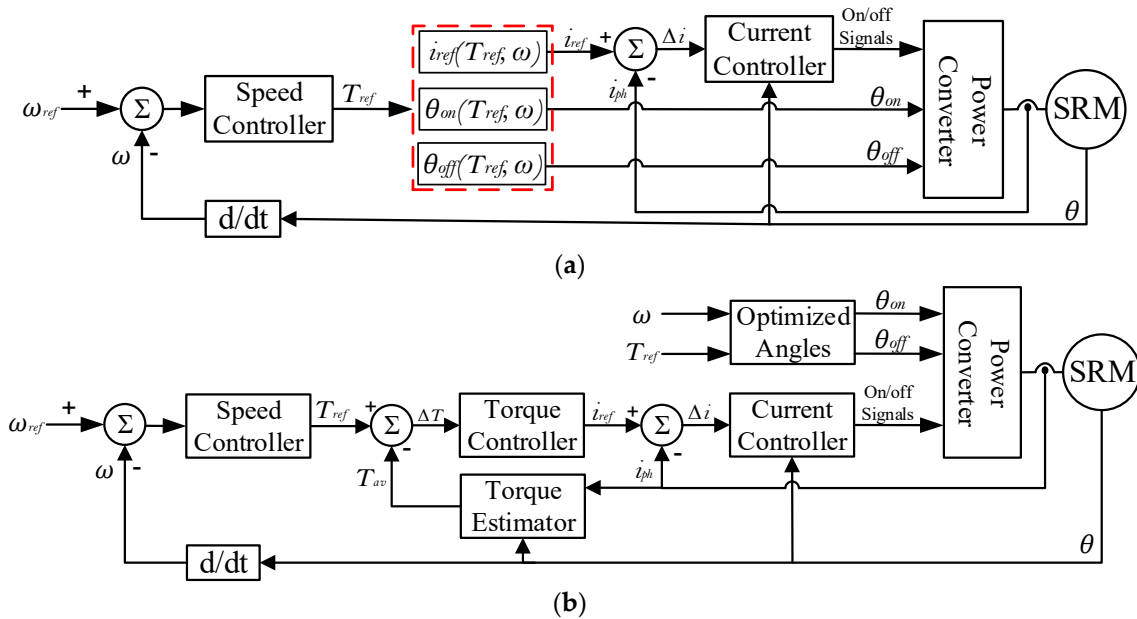 ω_ref + Σ - ω
Speed Controller
T_ref
i_ref(T_ref, ω)
θ_on(T_ref, ω)
θ_off(T_ref, ω)
i_ref + Σ - i_ph
Δi
Current Controller
On/off Signals
θ_on
θ_off
Power Converter
SRM
d/dt
θ
(a)
ω
T_ref
Optimized Angles
θ_on
θ_off
Power Converter
SRM
ω_ref + Σ - ω
Speed Controller
T_ref + Σ - T_av
ΔT
Torque Controller
i_ref + Σ - i_ph
Δi
Current Controller
On/off Signals
Torque Estimator
d/dt
θ
(b)